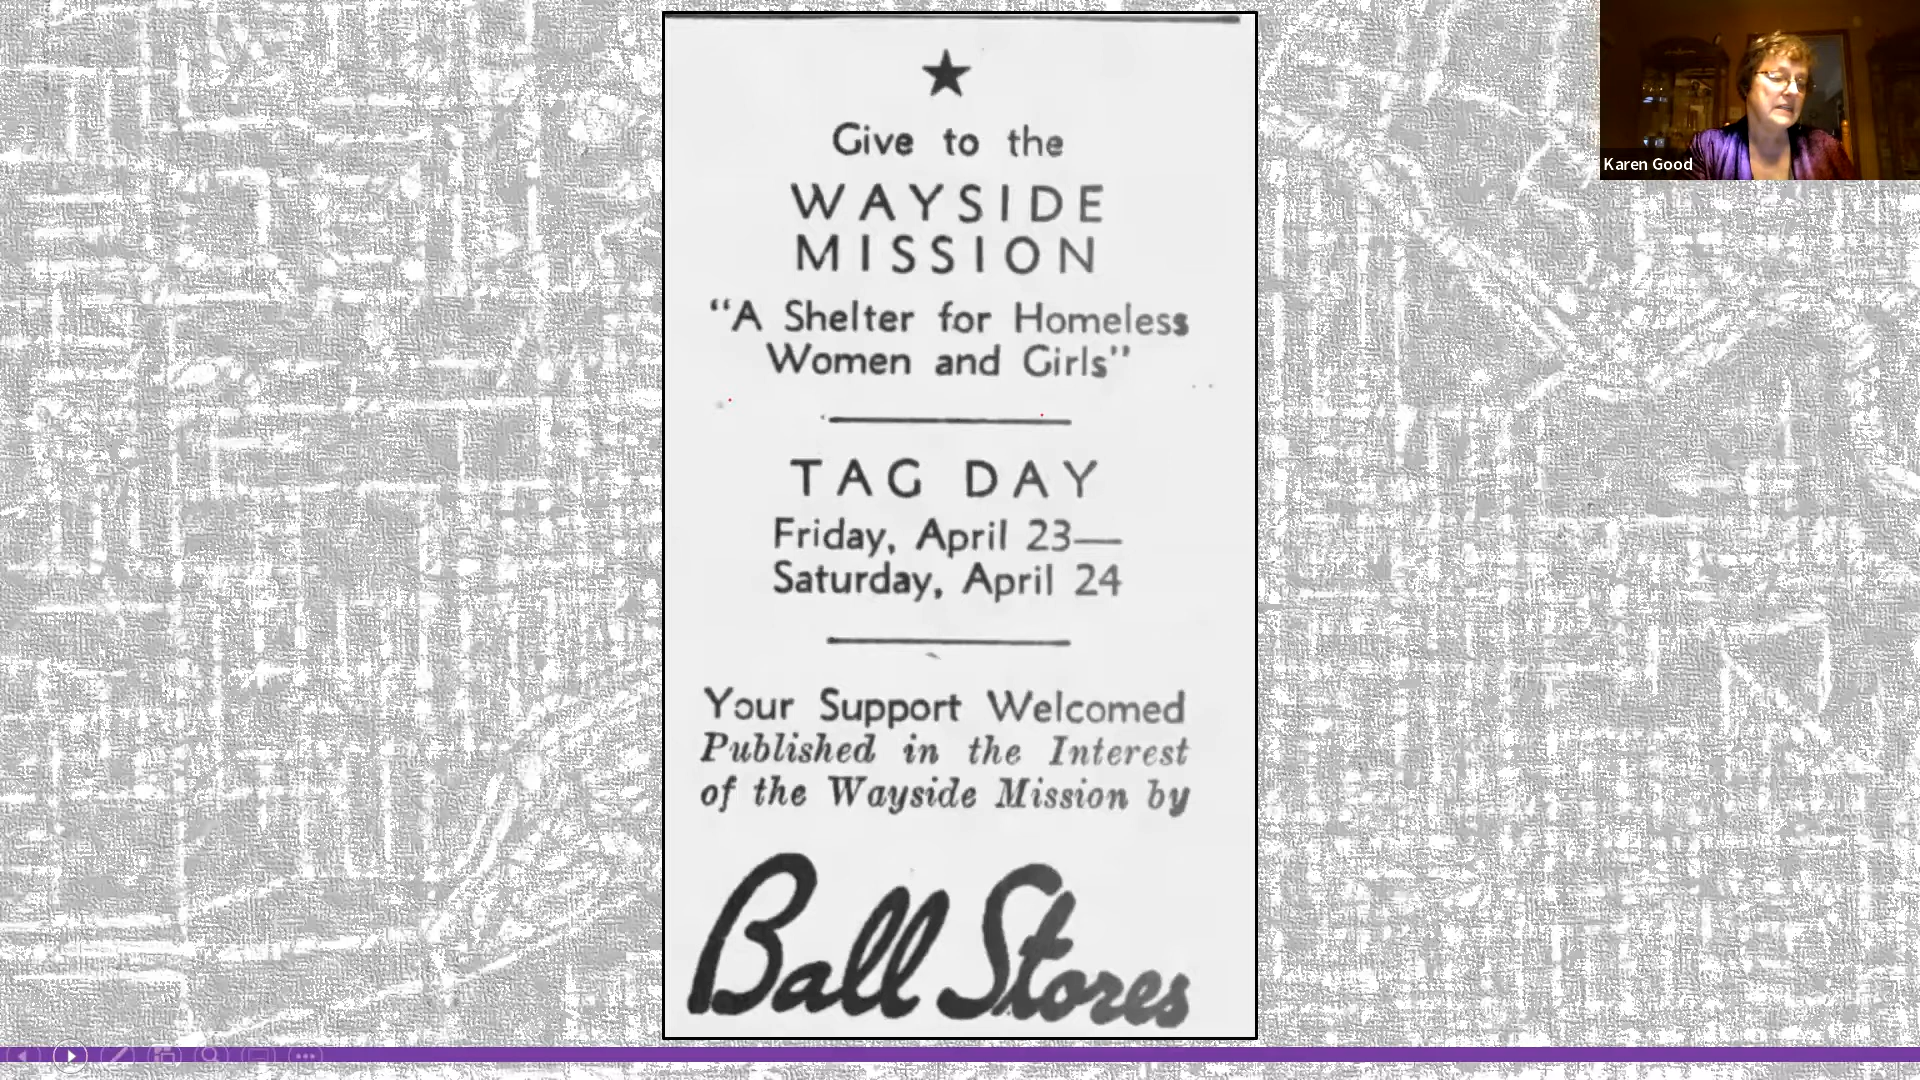 Give to the
WAYSIDE
MISSION
“A Shelter for Homeless
Women and Girls”
TAG DAY
Friday, April 23—
Saturday, April 24
Your Support Welcomed
Published in the Interest
of the Wayside Mission by
Ball Stores
Karen Good